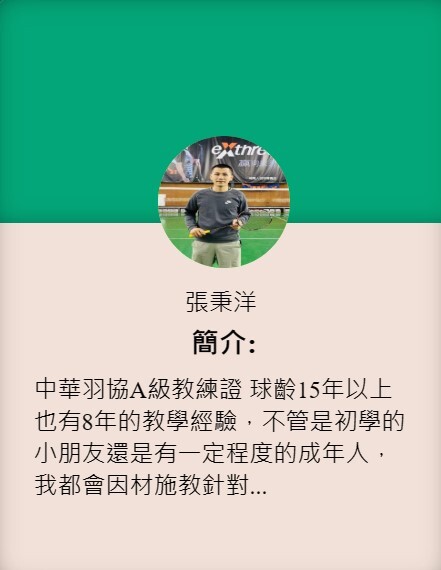 eXthre
張秉洋
簡介:
中華羽協A級教練證 球齡15年以上
也有8年的教學經驗，不管是初學的
小朋友還是有一定程度的成年人，
我都會因材施教針對...